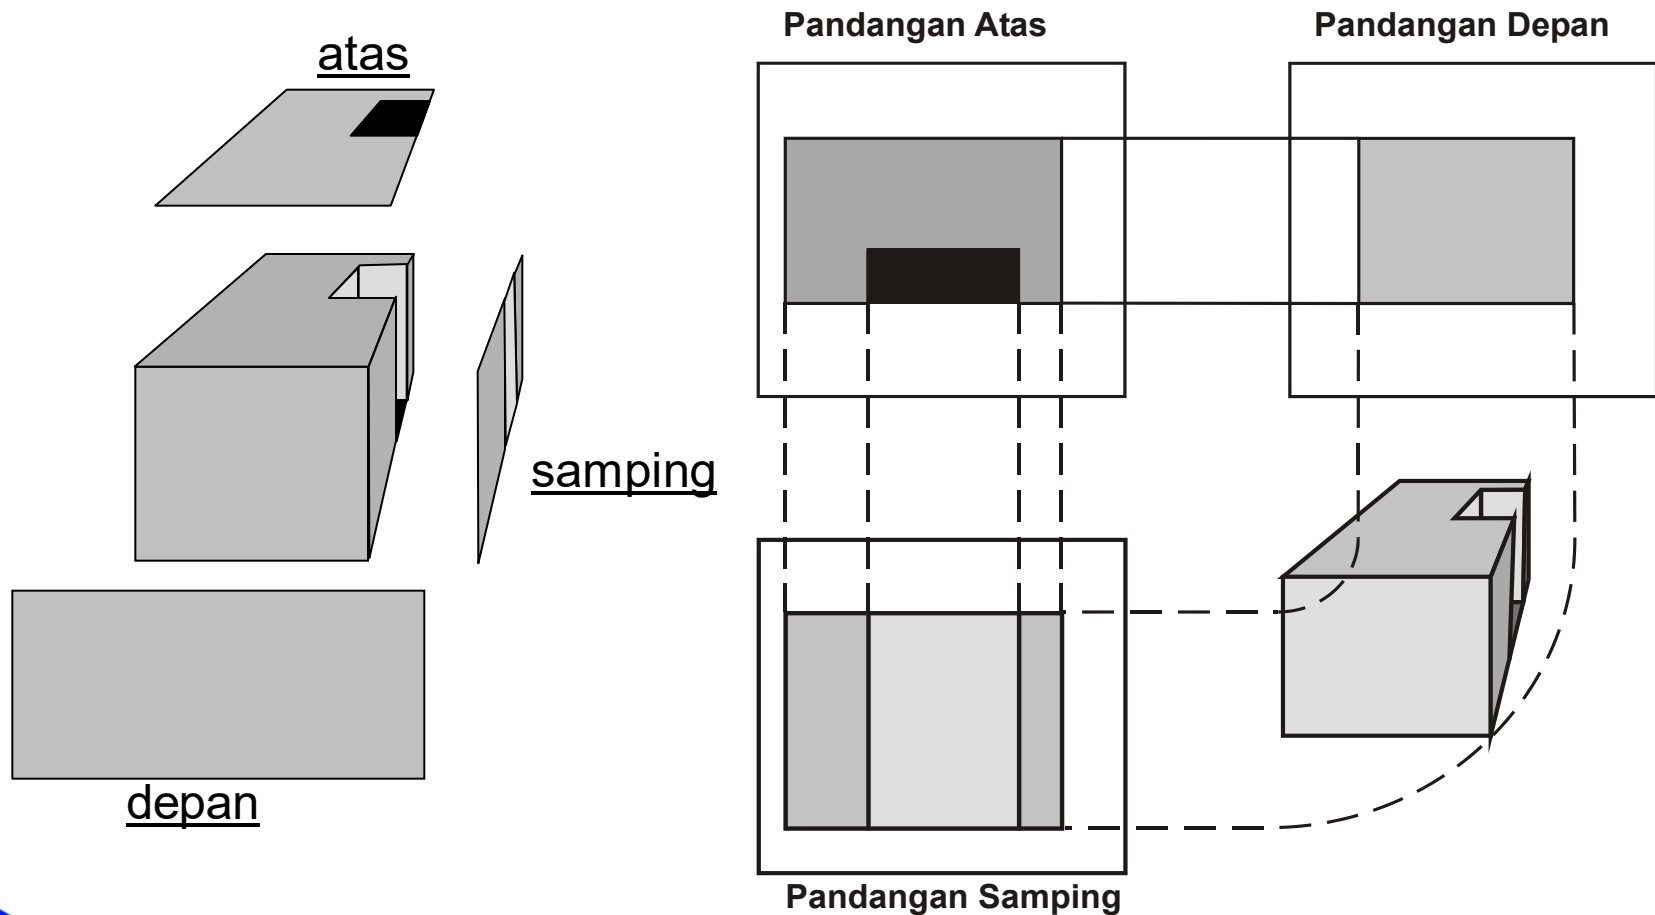 atas
samping
depan
Pandangan Atas
Pandangan Depan
Pandangan Samping